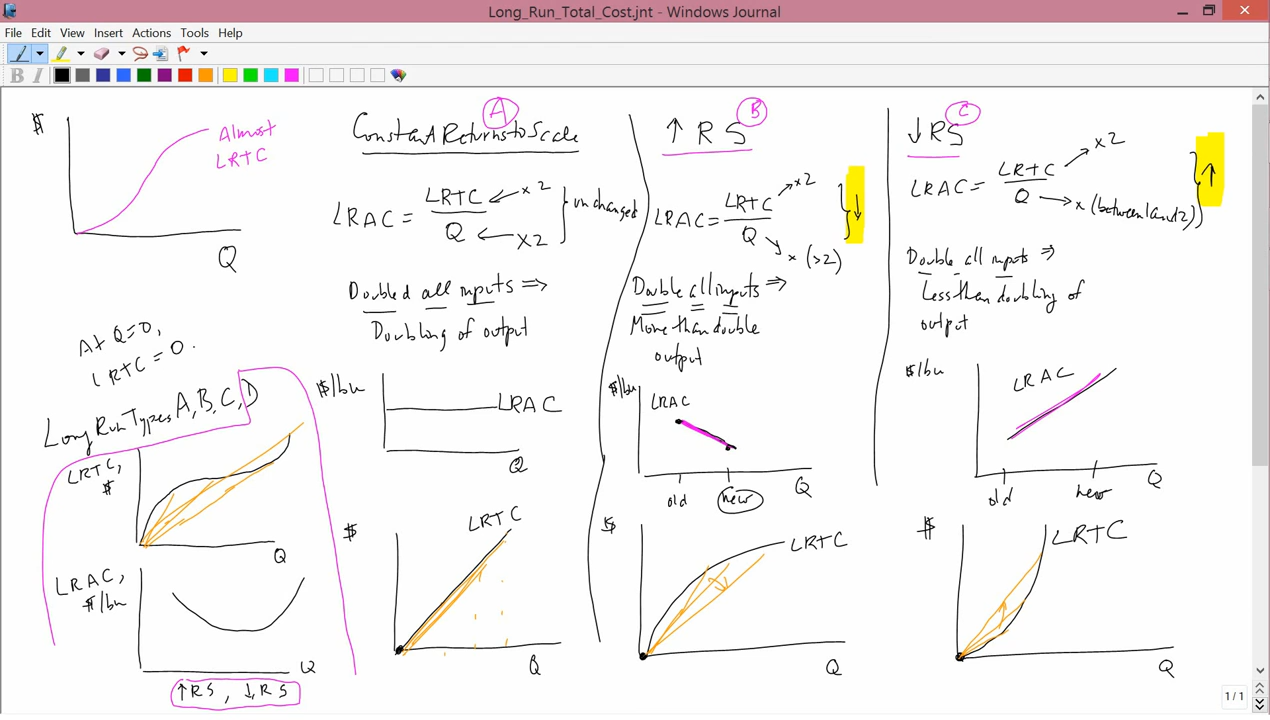 Long_Run_Total_Cost.jnt - Windows Journal
File Edit View Insert Actions Tools Help
B I
$
Almost
LRTC
Q
At Q=0,
LRTC = 0.
Long Run Types A, B, C, D
LRTC,
$
Q
LRAC,
$/bu
Q
↑RS, ↓RS
A
Constant Returns to Scale
LRAC = LRTC ← x2
Q ← x2
} unchanged
Doubled all inputs ⇒
Doubling of output
$/bu
LRAC
Q
$
LRTC
Q
B
↑ R S
LRAC = LRTC → x2
Q → x (>2)
} ↓
Double all inputs ⇒
More than double
output
$/bu
LRAC
old new Q
$
LRTC
Q
C
↓ RS
LRAC = LRTC → x2
Q → x (between 1 and 2)
} ↑
Double all inputs ⇒
Less than doubling of
output
$/bu
LRAC
old new Q
$
LRTC
Q
1 / 1